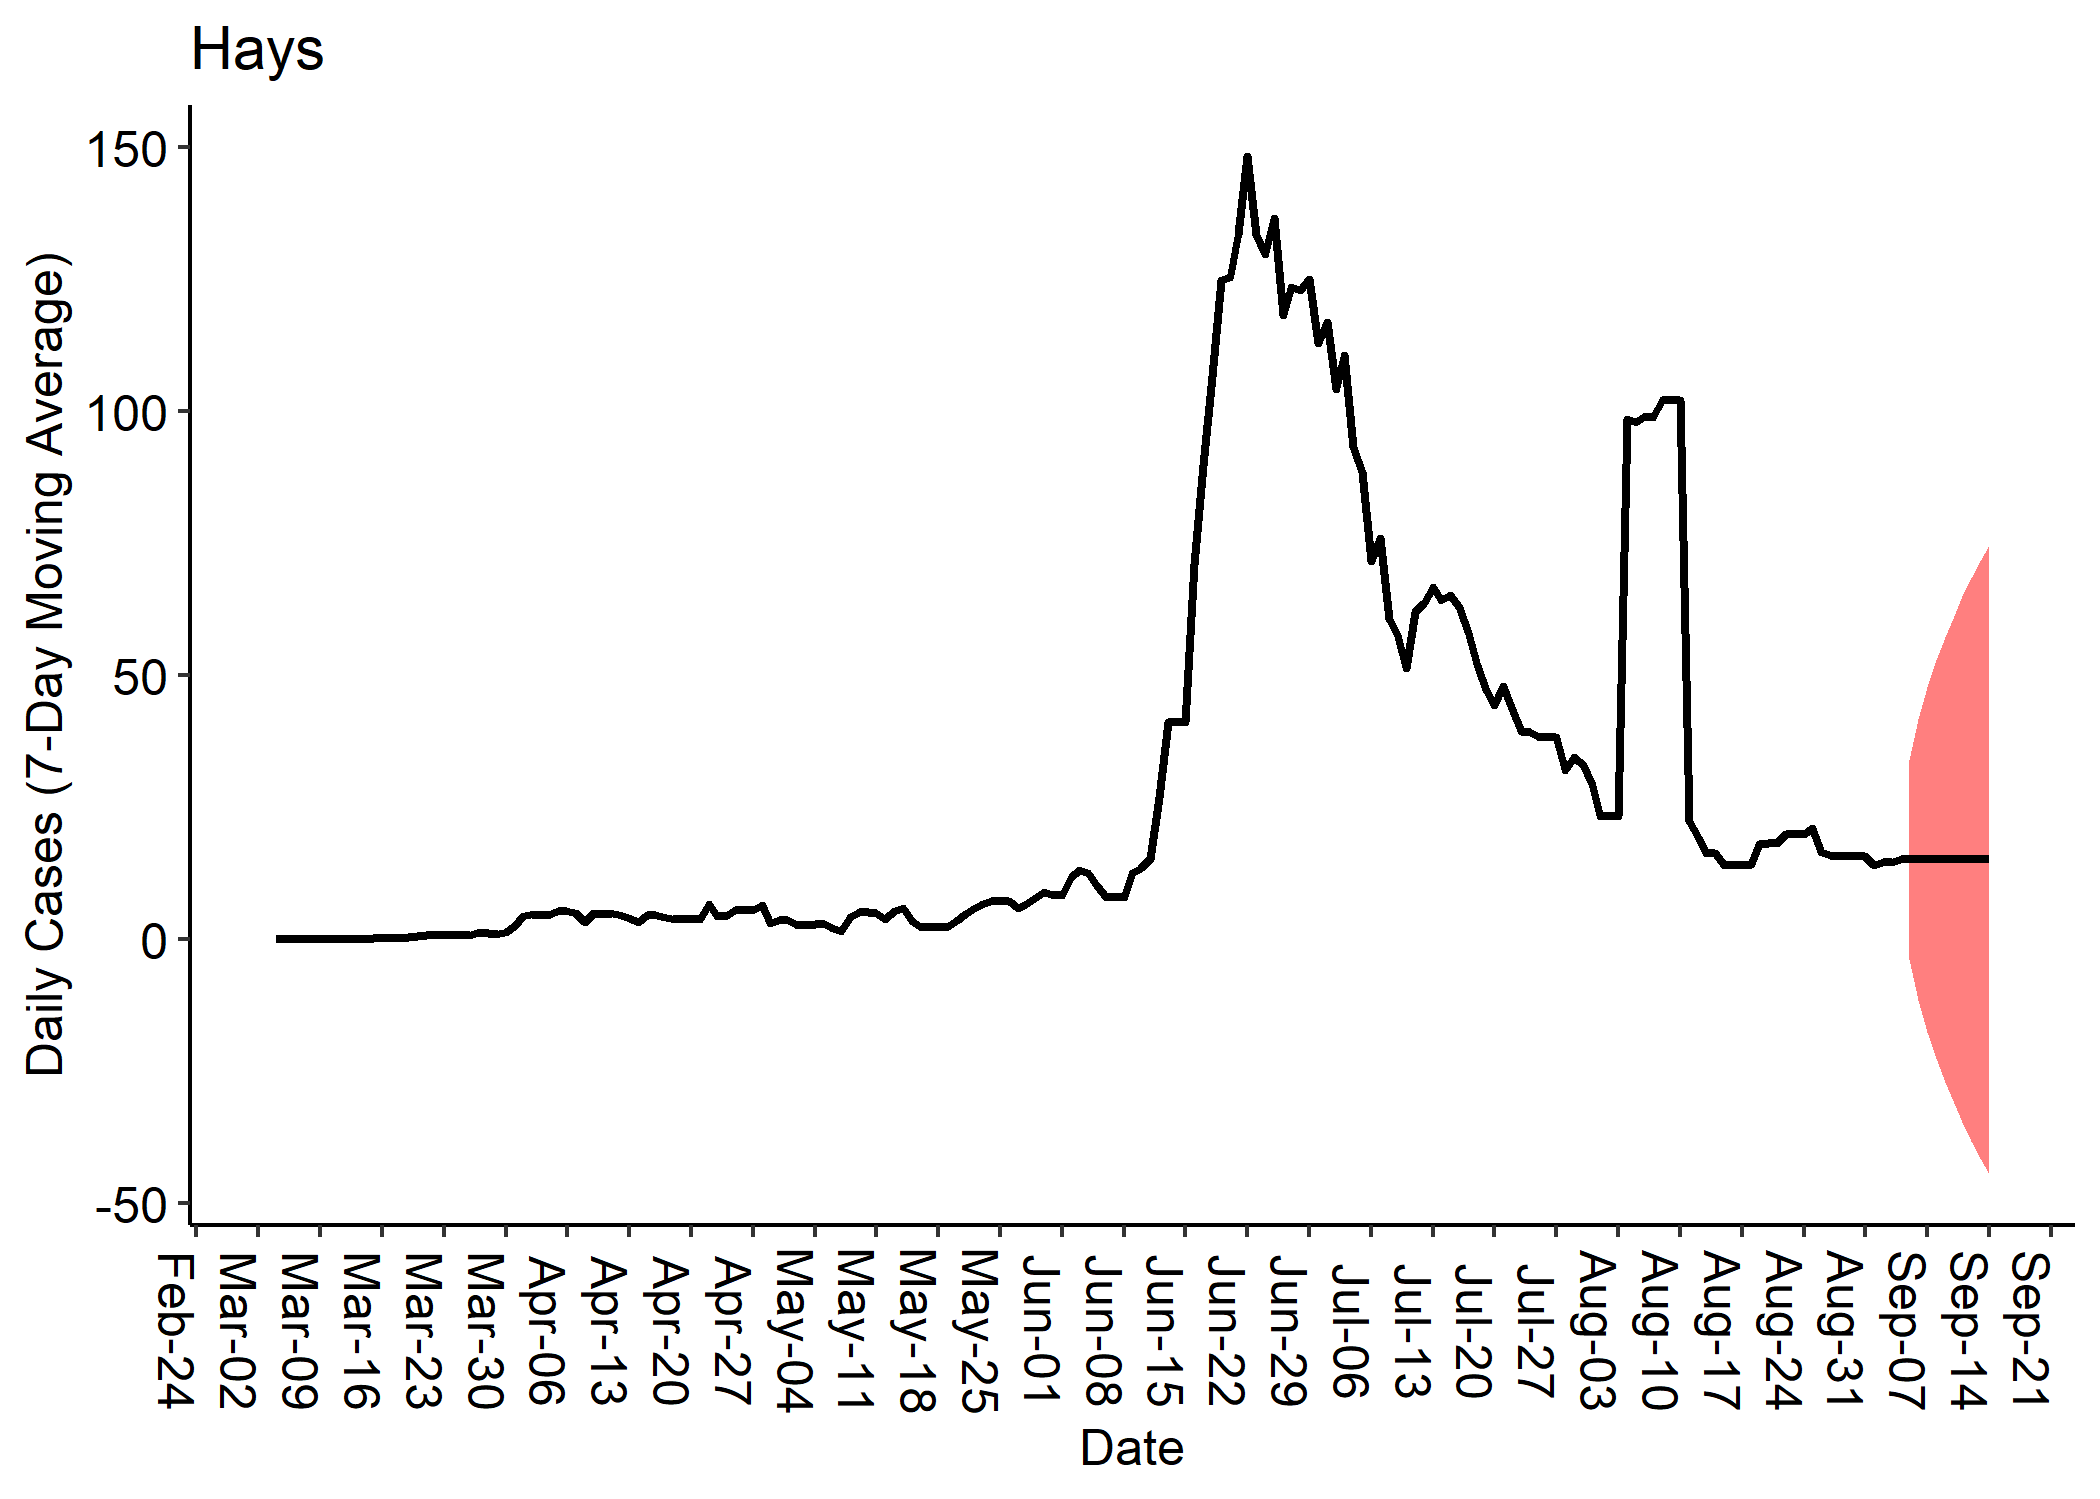 Hays
Daily Cases (7-Day Moving Average)
150
100
50
0
-50
Feb-24
Mar-02
Mar-09
Mar-16
Mar-23
Mar-30
Apr-06
Apr-13
Apr-20
Apr-27
May-04
May-11
May-18
May-25
Jun-01
Jun-08
Jun-15
Jun-22
Jun-29
Jul-06
Jul-13
Jul-20
Jul-27
Aug-03
Aug-10
Aug-17
Aug-24
Aug-31
Sep-07
Sep-14
Sep-21
Date